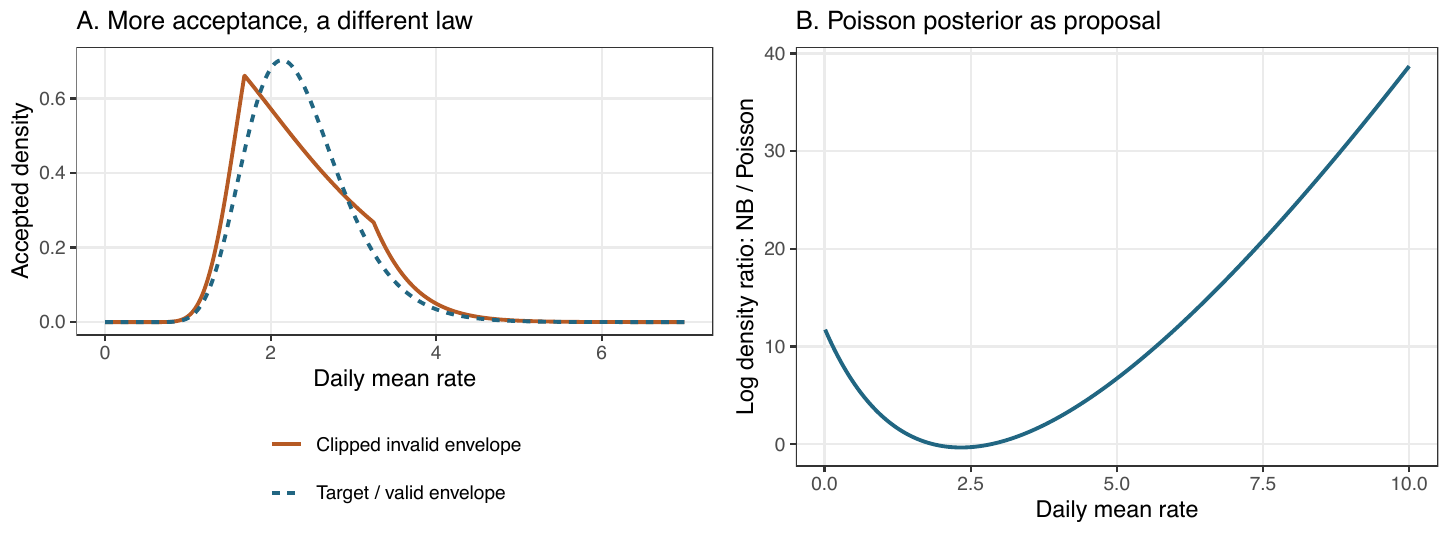 A. More acceptance, a different law
Accepted density
0.6
0.4
0.2
0.0
0 2 4 6
Daily mean rate
Clipped invalid envelope
Target / valid envelope
B. Poisson posterior as proposal
Log density ratio: NB / Poisson
40
30
20
10
0
0.0 2.5 5.0 7.5 10.0
Daily mean rate